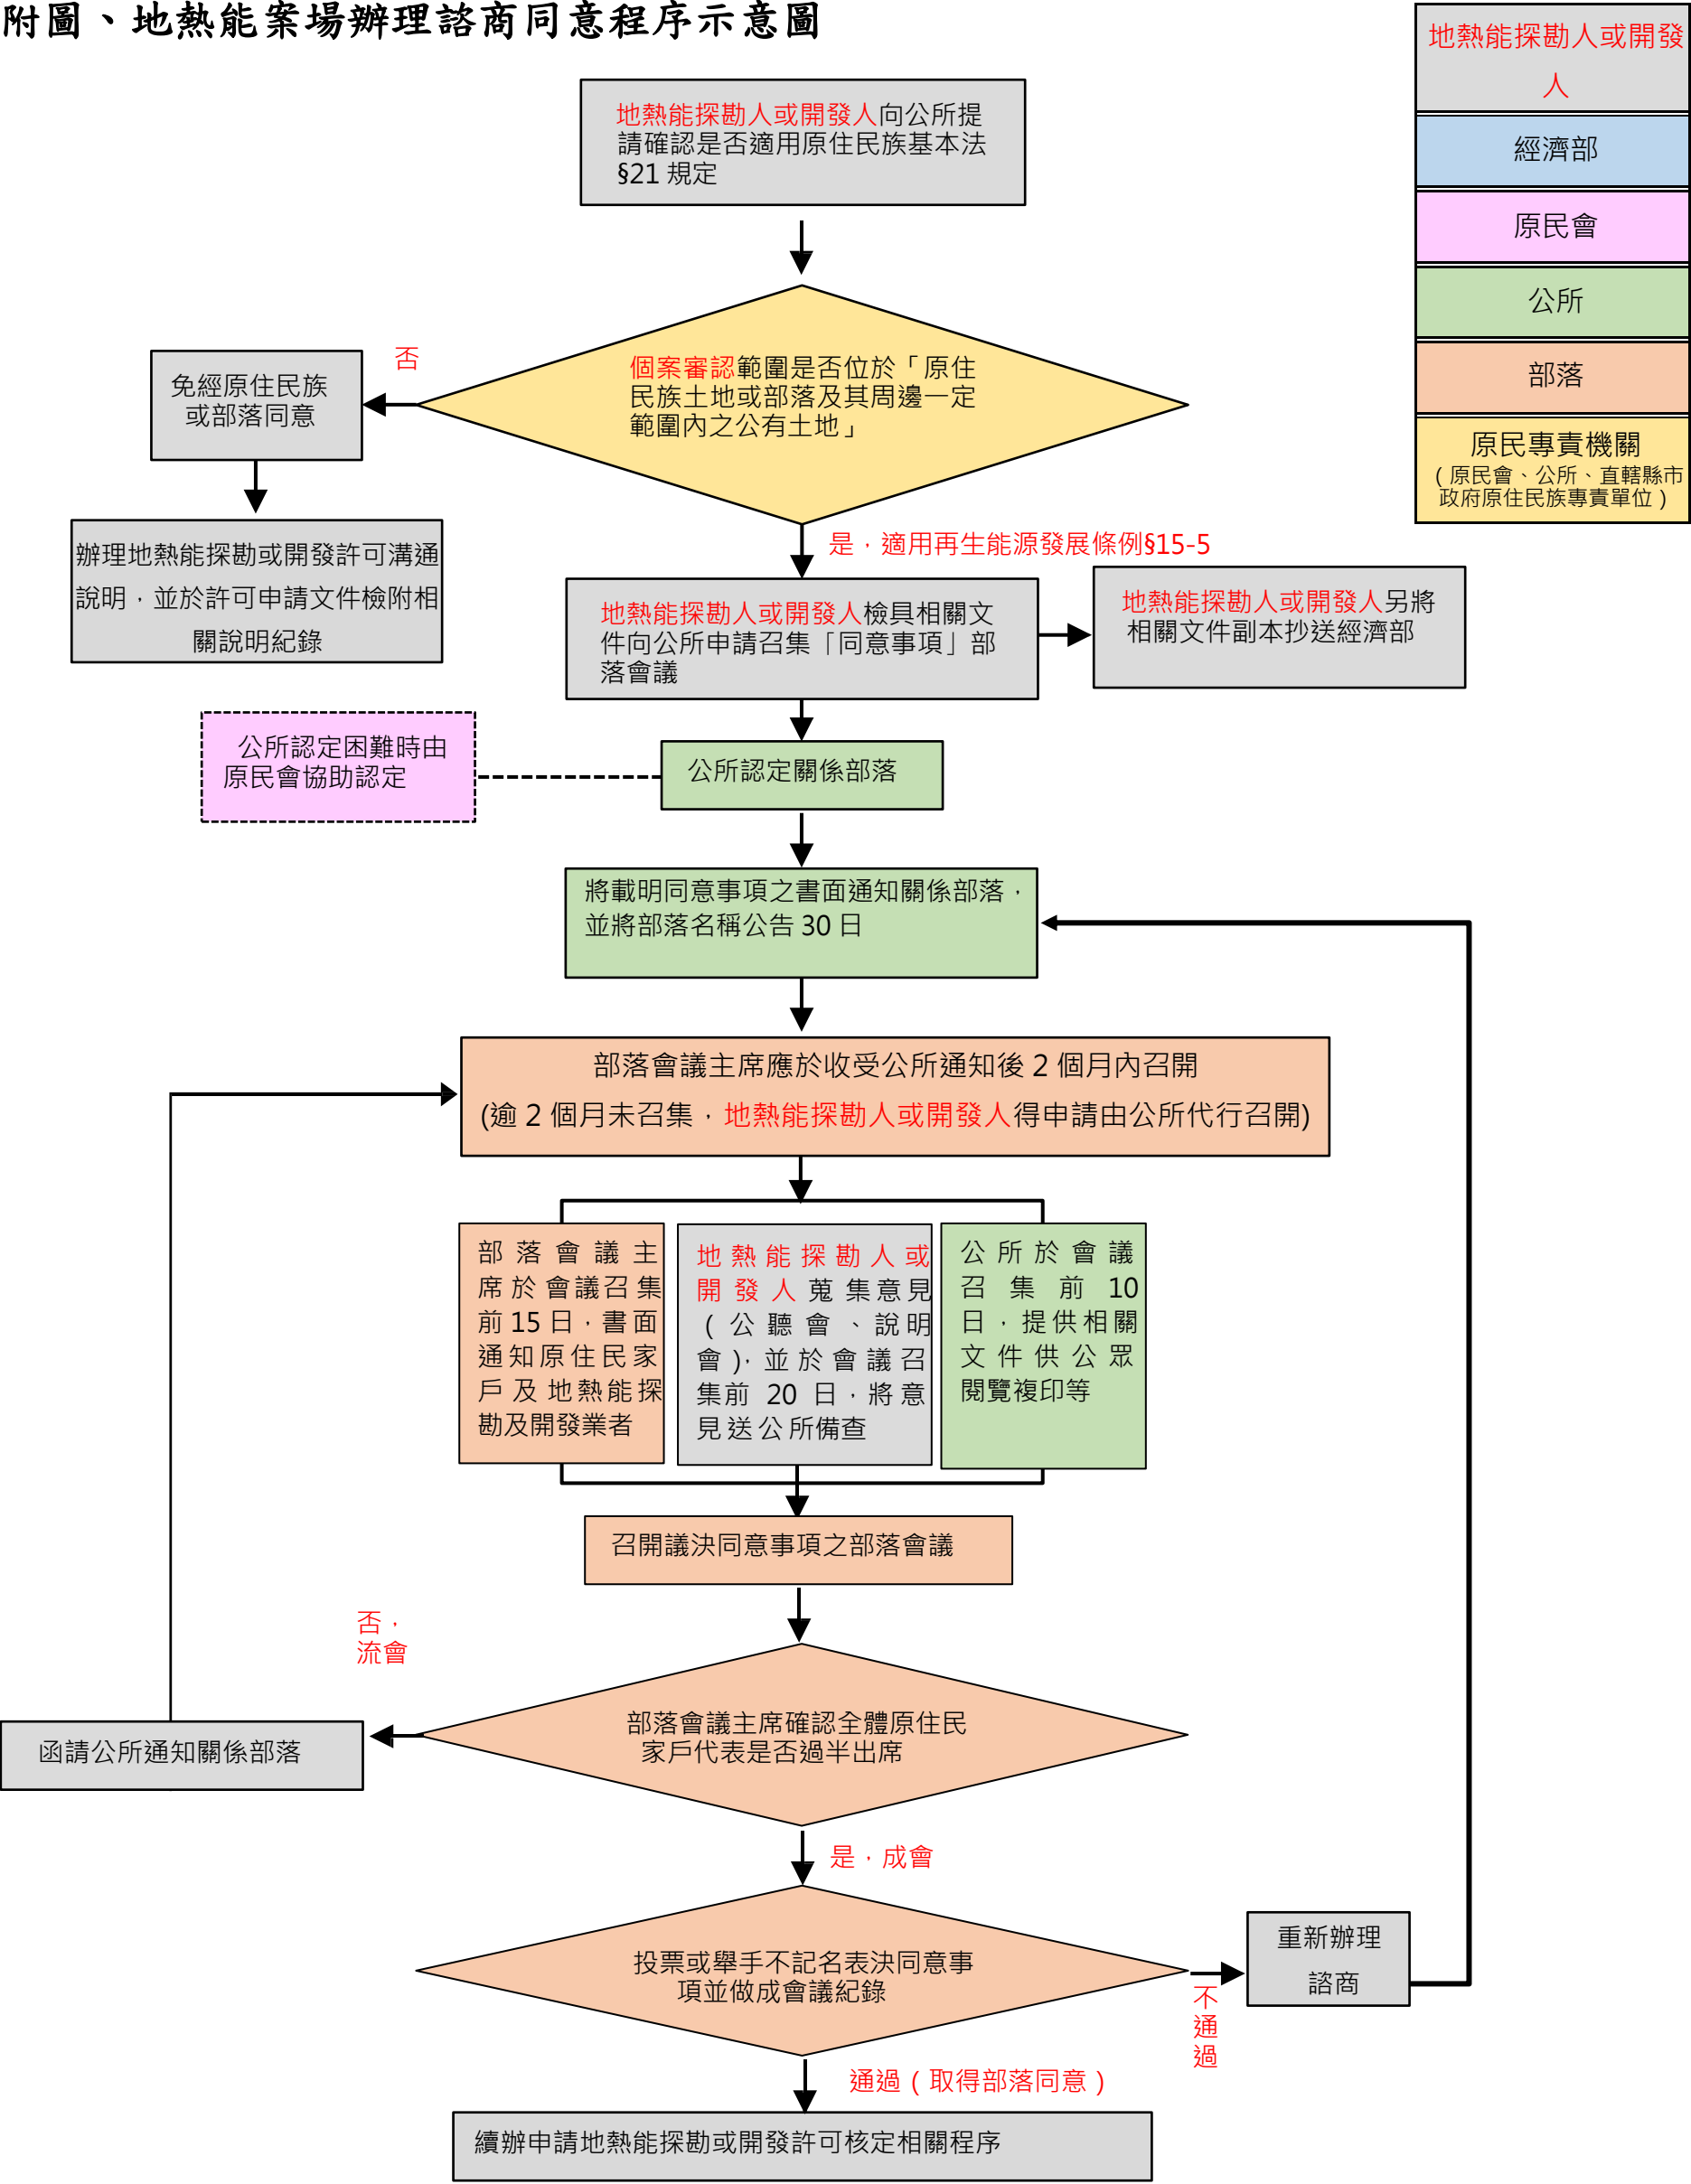 附圖、地熱能案場辦理諮商同意程序示意圖
地熱能探勘人或開發
人
經濟部
原民會
公所
部落
原民專責機關
（原民會、公所、直轄縣市
政府原住民族專責單位）
地熱能探勘人或開發人向公所提
請確認是否適用原住民族基本法
§21 規定
個案審認範圍是否位於「原住
民族土地或部落及其周邊一定
範圍內之公有土地」
否
免經原住民族
或部落同意
辦理地熱能探勘或開發許可溝通
說明，並於許可申請文件檢附相
關說明紀錄
是，適用再生能源發展條例§15-5
地熱能探勘人或開發人檢具相關文
件向公所申請召集「同意事項」部
落會議
地熱能探勘人或開發人另將
相關文件副本抄送經濟部
公所認定困難時由
原民會協助認定
公所認定關係部落
將載明同意事項之書面通知關係部落，
並將部落名稱公告 30 日
部落會議主席應於收受公所通知後 2 個月內召開
(逾 2 個月未召集，地熱能探勘人或開發人得申請由公所代行召開)
部落會議主
席於會議召集
前 15 日，書面
通知原住民家
戶及地熱能探
勘及開發業者
地熱能探勘人或
開發人蒐集意見
(公聽會、說明
會)，並於會議召
集前 20 日，將意
見送公所備查
公所於會議
召集前 10
日，提供相關
文件供公眾
閱覽複印等
召開議決同意事項之部落會議
否，
流會
部落會議主席確認全體原住民
家戶代表是否過半出席
函請公所通知關係部落
是，成會
投票或舉手不記名表決同意事
項並做成會議紀錄
重新辦理
諮商
不
通
過
通過（取得部落同意）
續辦申請地熱能探勘或開發許可核定相關程序